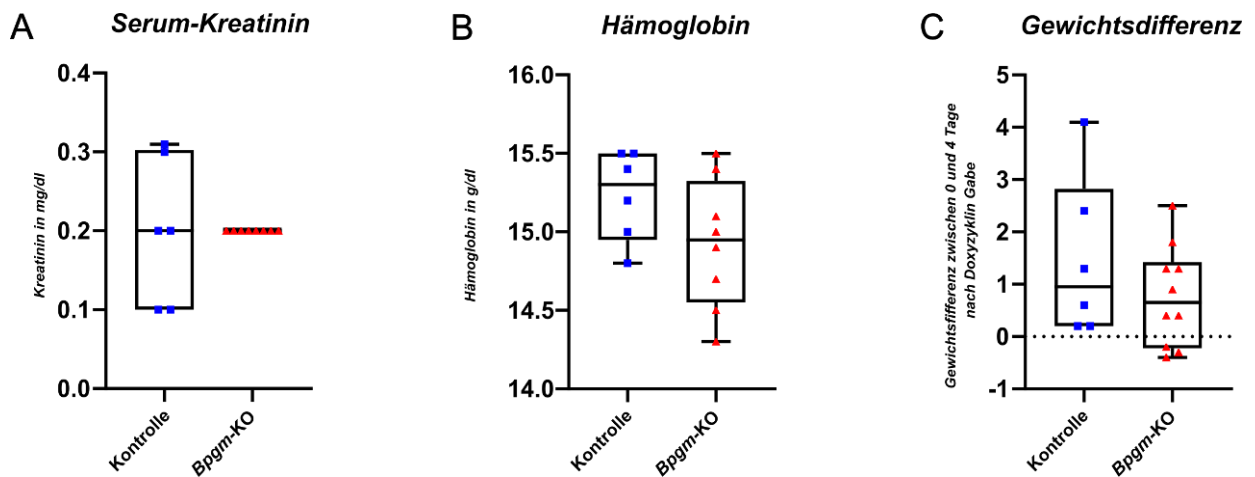 A
Serum-Kreatinin
Kreatinin in mg/dl
0.4
0.3
0.2
0.1
0.0
Kontrolle
Bpgm-KO
B
Hämoglobin
Hämoglobin in g/dl
16.0
15.5
15.0
14.5
14.0
Kontrolle
Bpgm-KO
C
Gewichtsdifferenz
Gewichtsfifferenz zwischen 0 und 4 Tage
nach Doxyzyklin Gabe
5
4
3
2
1
0
-1
Kontrolle
Bpgm-KO